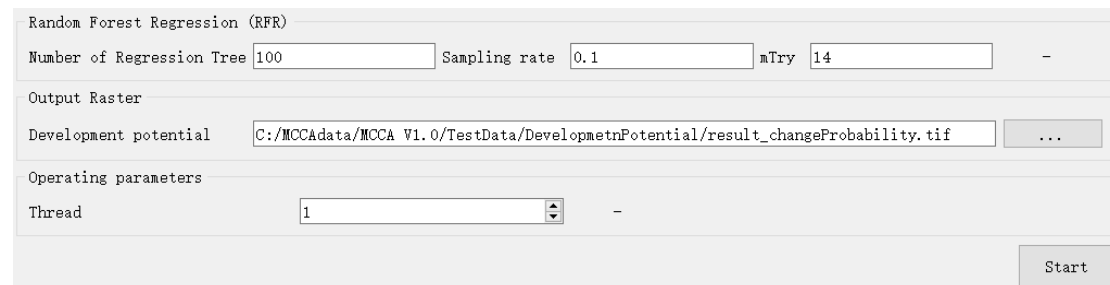 Random Forest Regression (RFR)
Number of Regression Tree 100 Sampling rate 0.1 mTry 14 -
Output Raster
Development potential C:/MCCAdata/MCCA V1.0/TestData/DevelopmetnPotential/result_changeProbability.tif ...
Operating parameters
Thread 1 -
Start